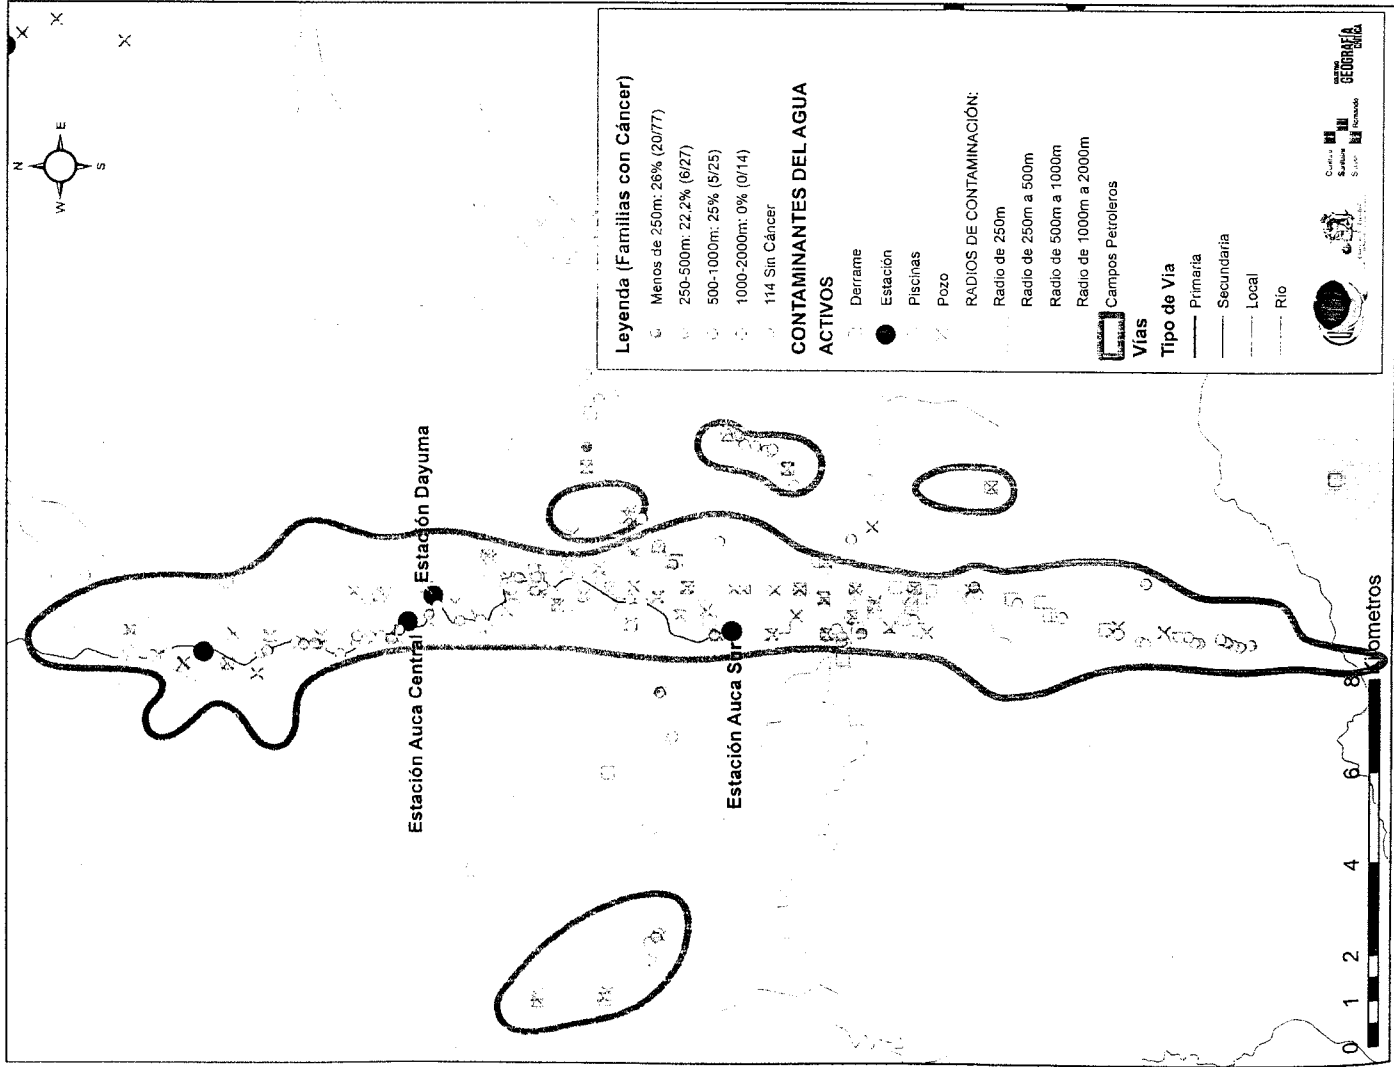 N
W
E
S
Estación Dayuma
Estación Auca Central
Estación Auca Sur
Leyenda (Familias con Cáncer)
Menos de 250m: 26% (20/77)
250-500m: 22,2% (6/27)
500-1000m: 25% (5/25)
1000-2000m: 0% (0/14)
114 Sin Cáncer
CONTAMINANTES DEL AGUA
ACTIVOS
Derrame
Estación
Piscinas
Pozo
RADIOS DE CONTAMINACIÓN:
Radio de 250m
Radio de 250m a 500m
Radio de 500m a 1000m
Radio de 1000m a 2000m
Campos Petroleros
Vías
Tipo de Via
Primaria
Secundaria
Local
Rio
GEOGRAFÍA
CRÍTICA
0 1 2 4 6 8
Kilometros